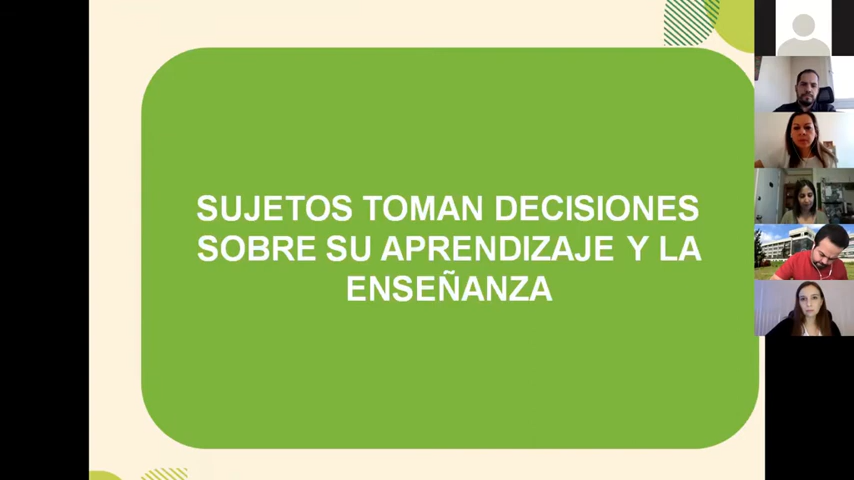 SUJETOS TOMAN DECISIONES
SOBRE SU APRENDIZAJE Y LA
ENSEÑANZA